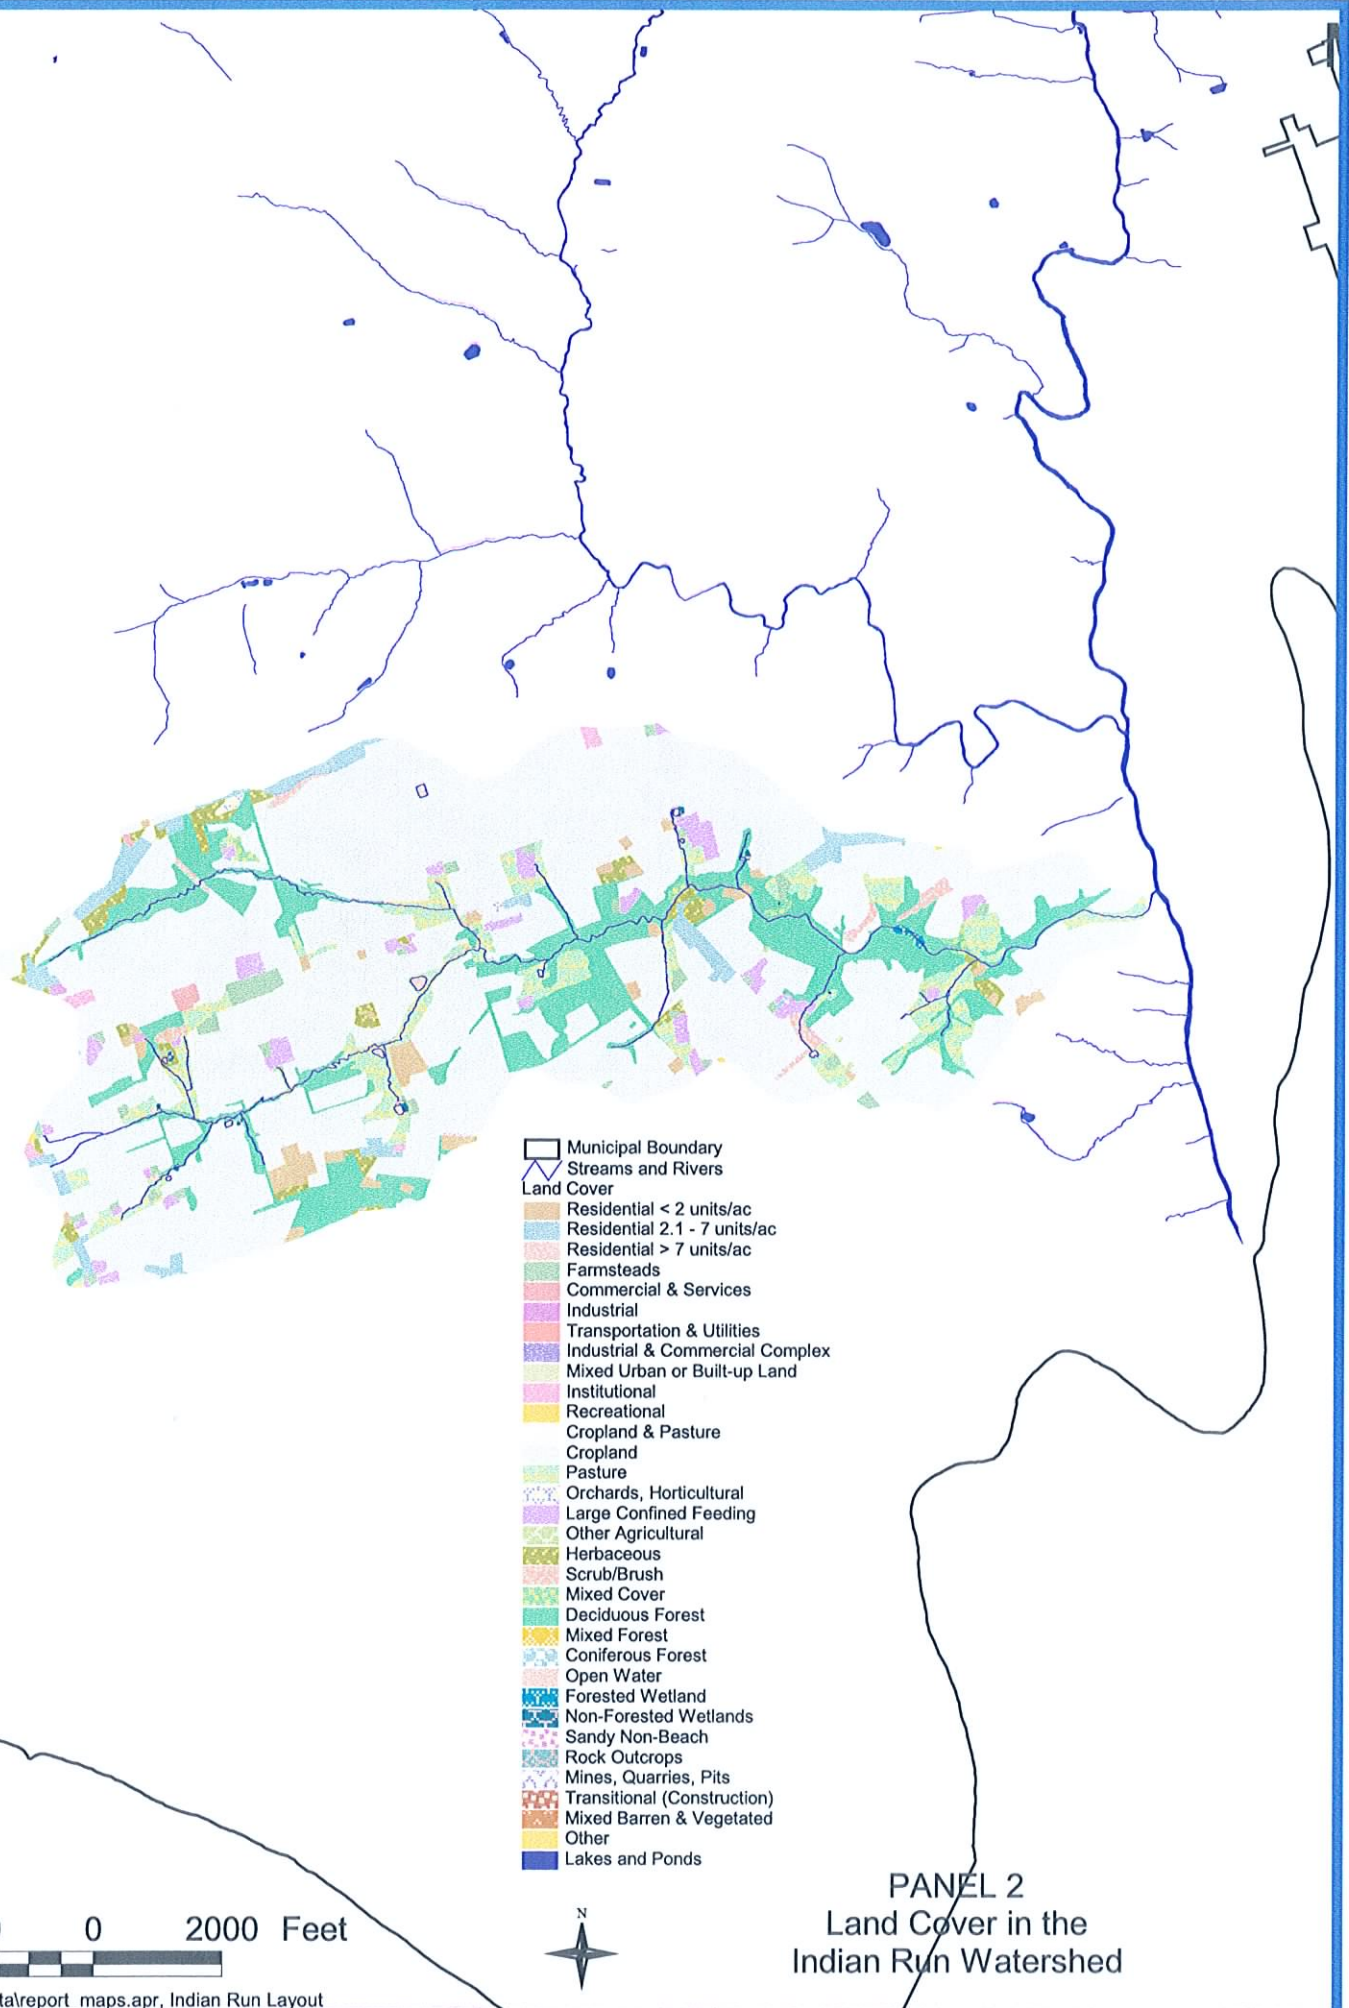 Municipal Boundary
Streams and Rivers
Land Cover
Residential < 2 units/ac
Residential 2.1 - 7 units/ac
Residential > 7 units/ac
Farmsteads
Commercial & Services
Industrial
Transportation & Utilities
Industrial & Commercial Complex
Mixed Urban or Built-up Land
Institutional
Recreational
Cropland & Pasture
Cropland
Pasture
Orchards, Horticultural
Large Confined Feeding
Other Agricultural
Herbaceous
Scrub/Brush
Mixed Cover
Deciduous Forest
Mixed Forest
Coniferous Forest
Open Water
Forested Wetland
Non-Forested Wetlands
Sandy Non-Beach
Rock Outcrops
Mines, Quarries, Pits
Transitional (Construction)
Mixed Barren & Vegetated
Other
Lakes and Ponds
PANEL 2
Land Cover in the
Indian Run Watershed
N
0 2000 Feet
ta\report_maps.apr, Indian Run Layout